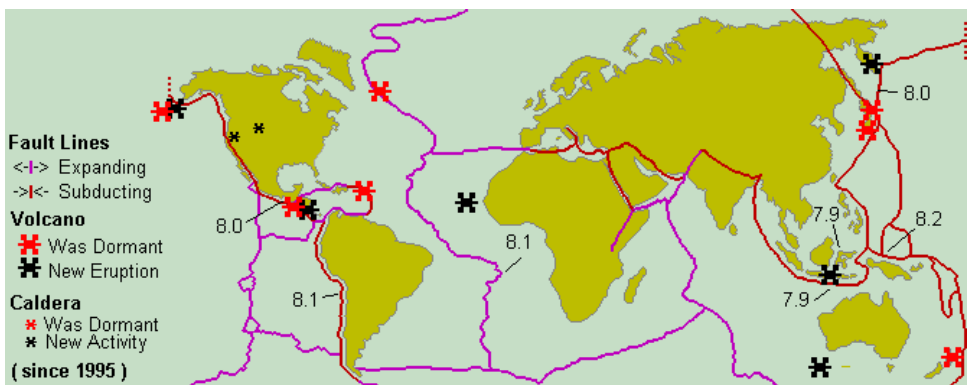 8.0
Fault Lines
<-|-> Expanding
->|<- Subducting
Volcano
Was Dormant
New Eruption
Caldera
Was Dormant
New Activity
( since 1995 )
8.0
8.1
8.1
7.9
8.2
7.9